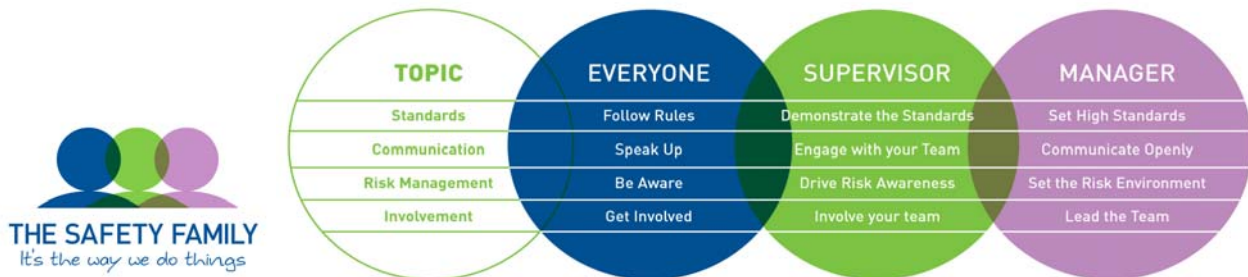 THE SAFETY FAMILY
It's the way we do things
TOPIC EVERYONE SUPERVISOR MANAGER
Standards Follow Rules Demonstrate the Standards Set High Standards
Communication Speak Up Engage with your Team Communicate Openly
Risk Management Be Aware Drive Risk Awareness Set the Risk Environment
Involvement Get Involved Involve your team Lead the Team